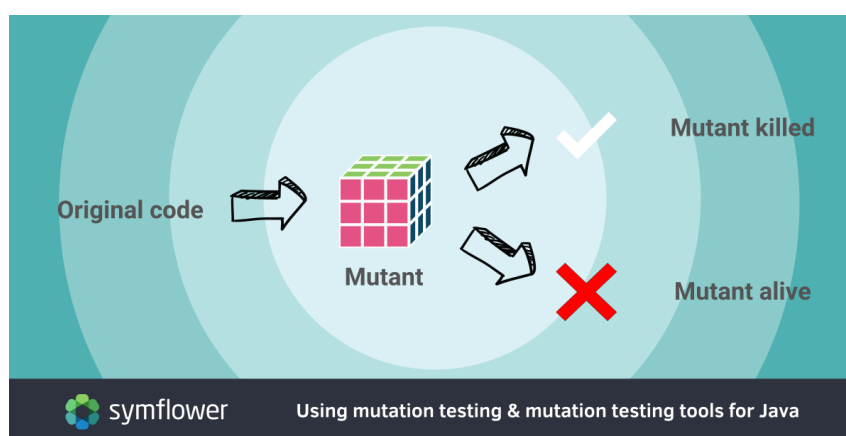 Original code
Mutant
Mutant killed
Mutant alive
symflower
Using mutation testing & mutation testing tools for Java